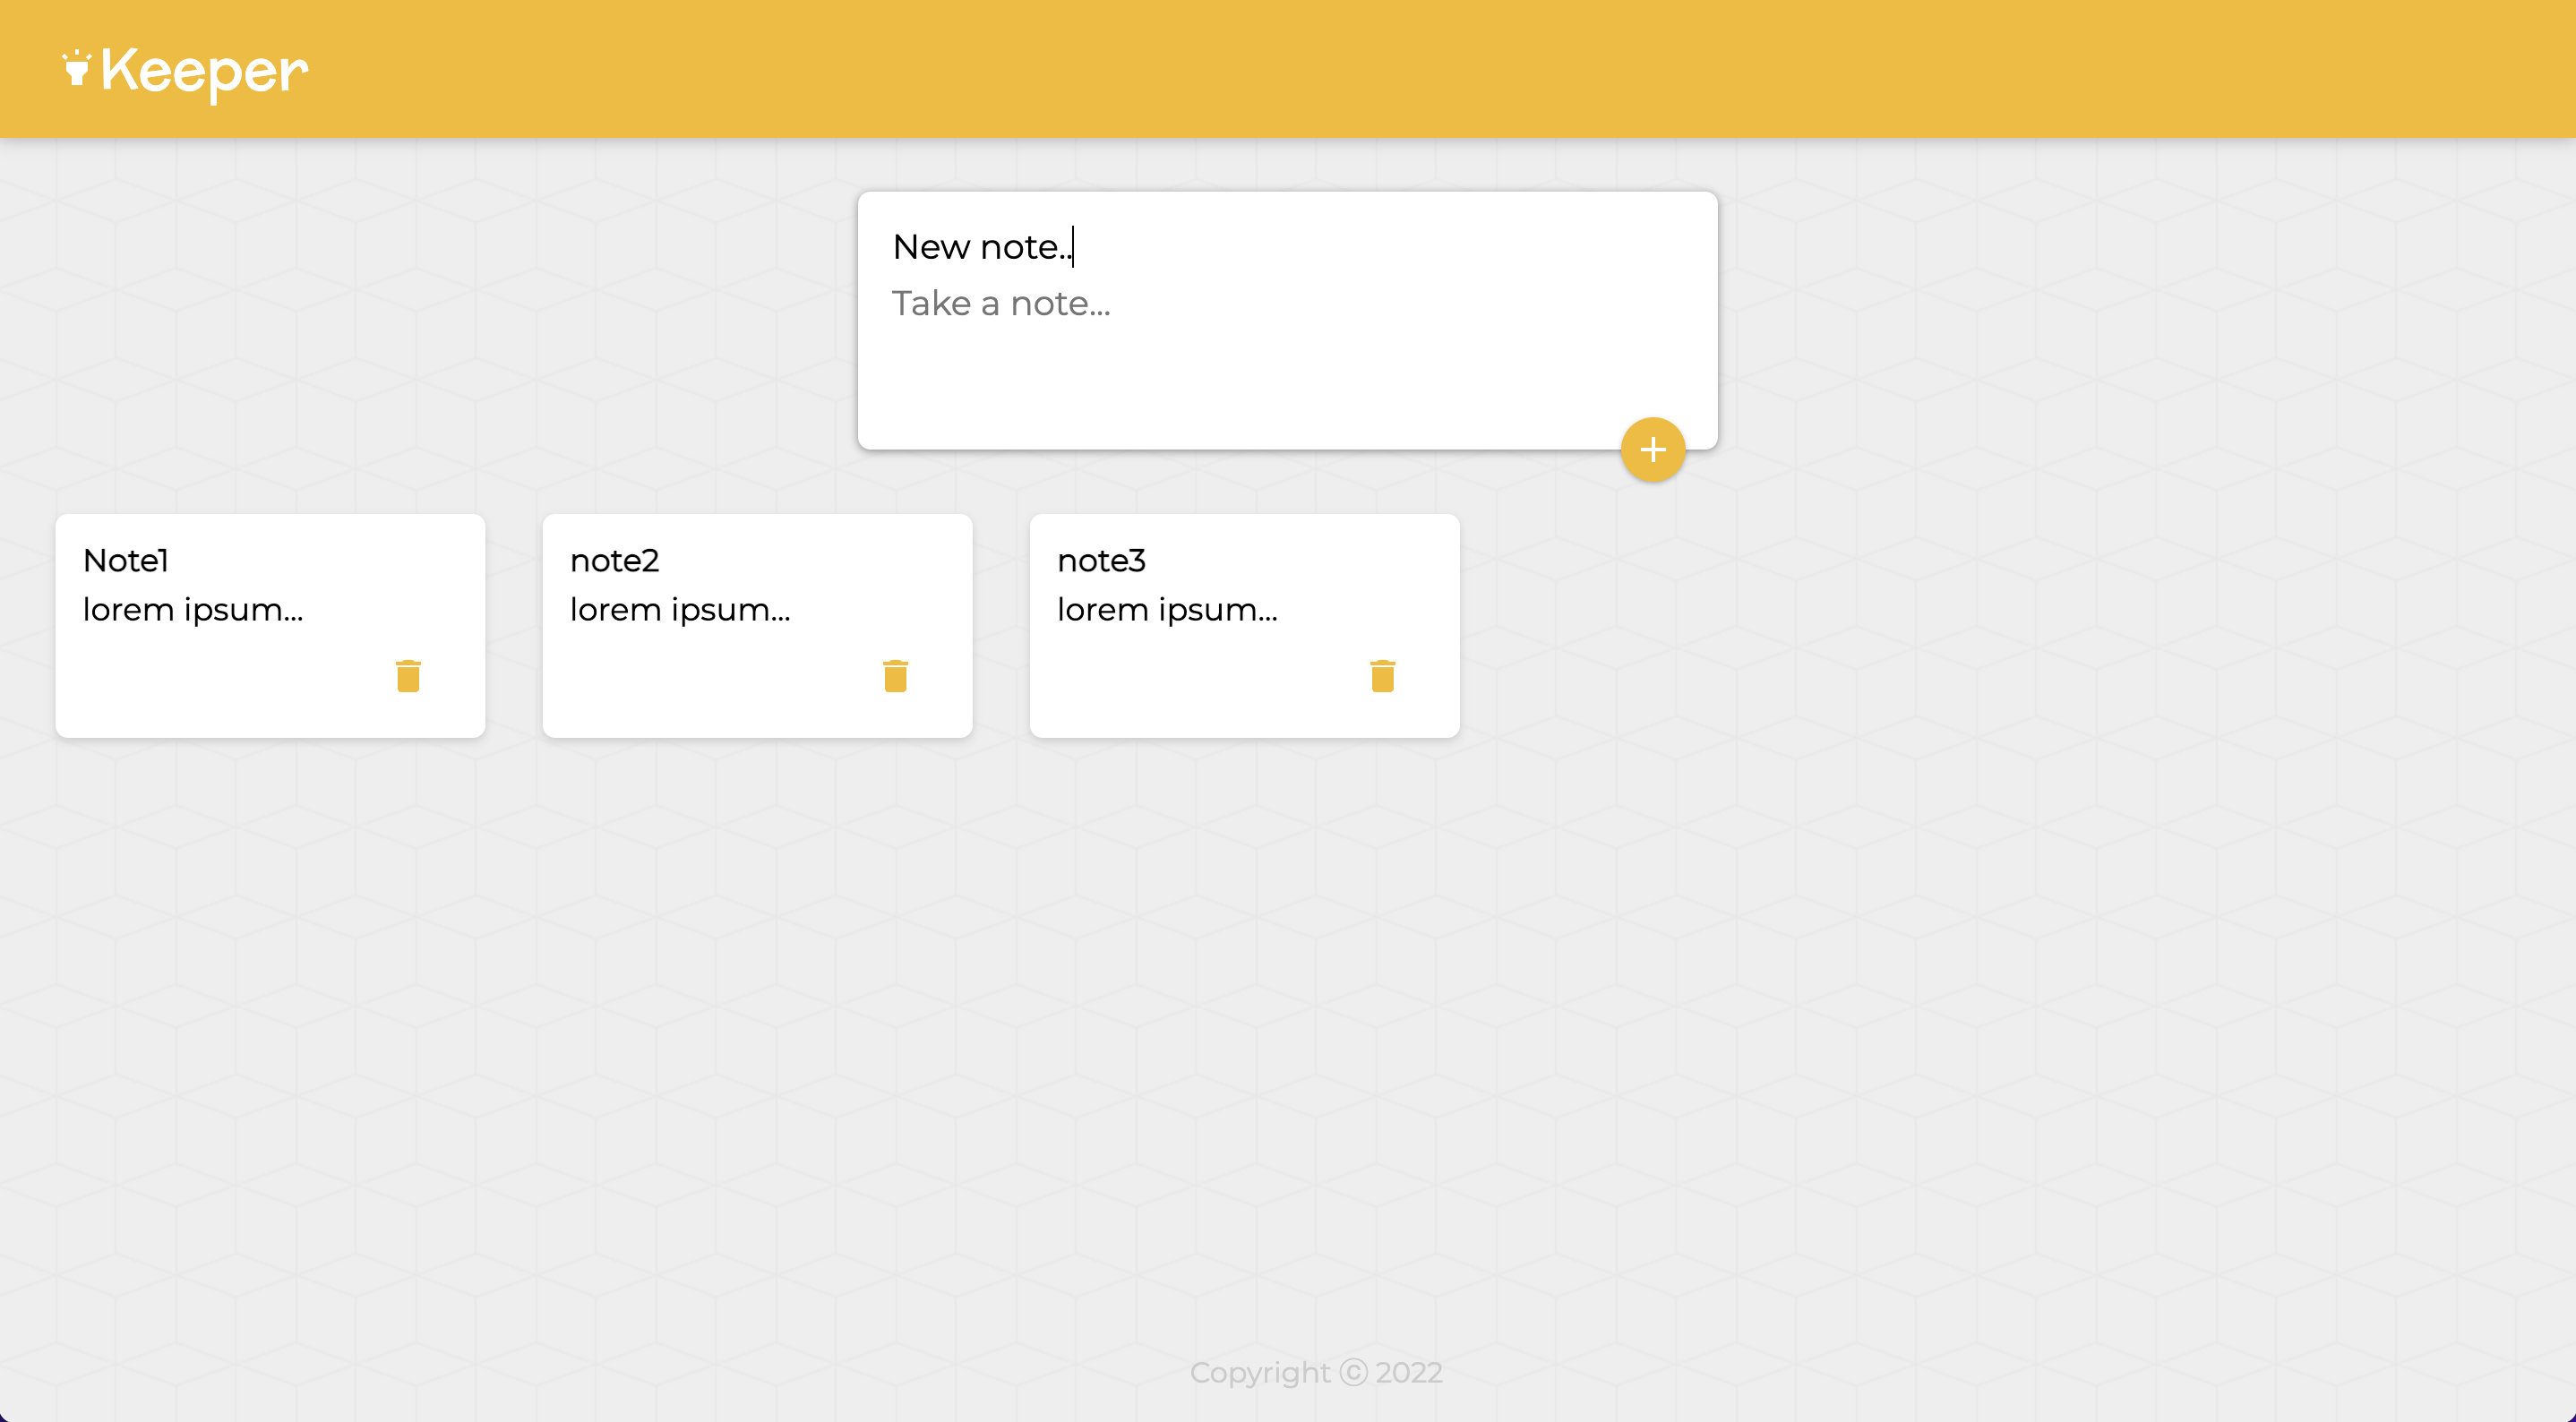 Keeper
New note..
Take a note...
Note1
lorem ipsum...
note2
lorem ipsum...
note3
lorem ipsum...
Copyright ⓒ 2022